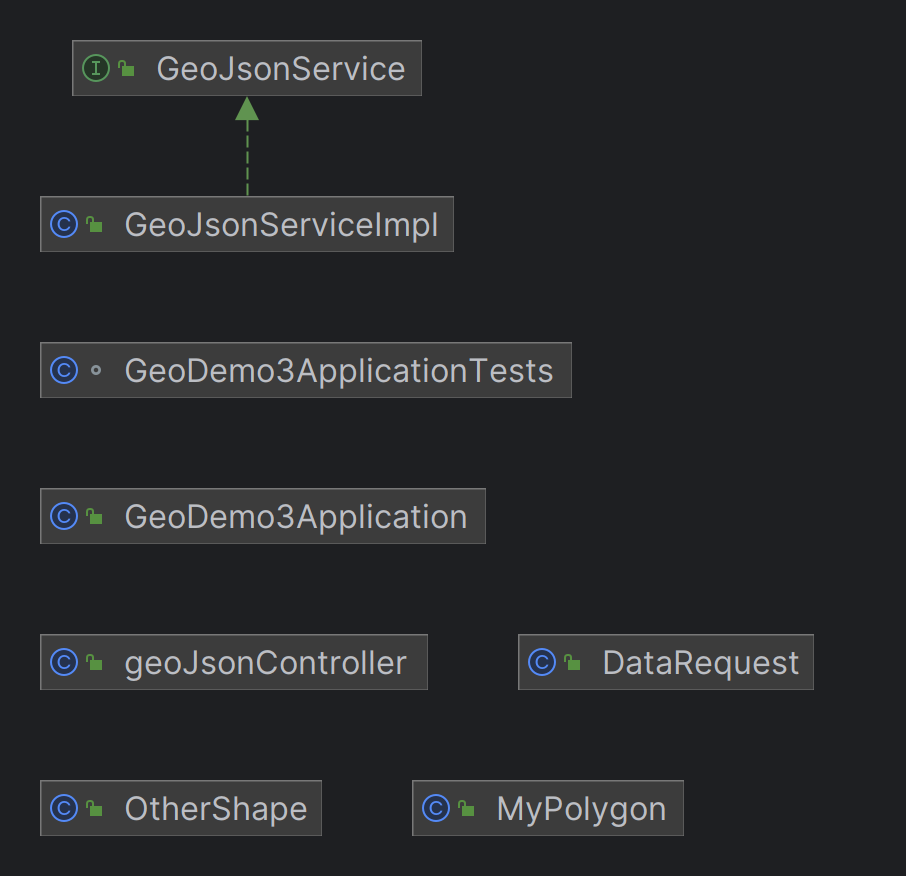 GeoJsonService
GeoJsonServiceImpl
GeoDemo3ApplicationTests
GeoDemo3Application
geoJsonController
DataRequest
OtherShape
MyPolygon